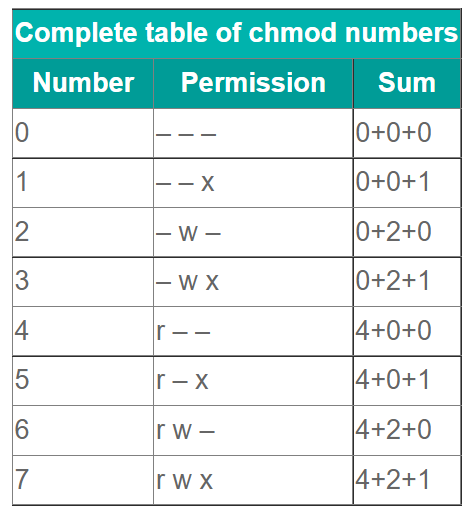 Complete table of chmod numbers
Number Permission Sum
0 – – – 0+0+0
1 – – x 0+0+1
2 – w – 0+2+0
3 – w x 0+2+1
4 r – – 4+0+0
5 r – x 4+0+1
6 r w – 4+2+0
7 r w x 4+2+1